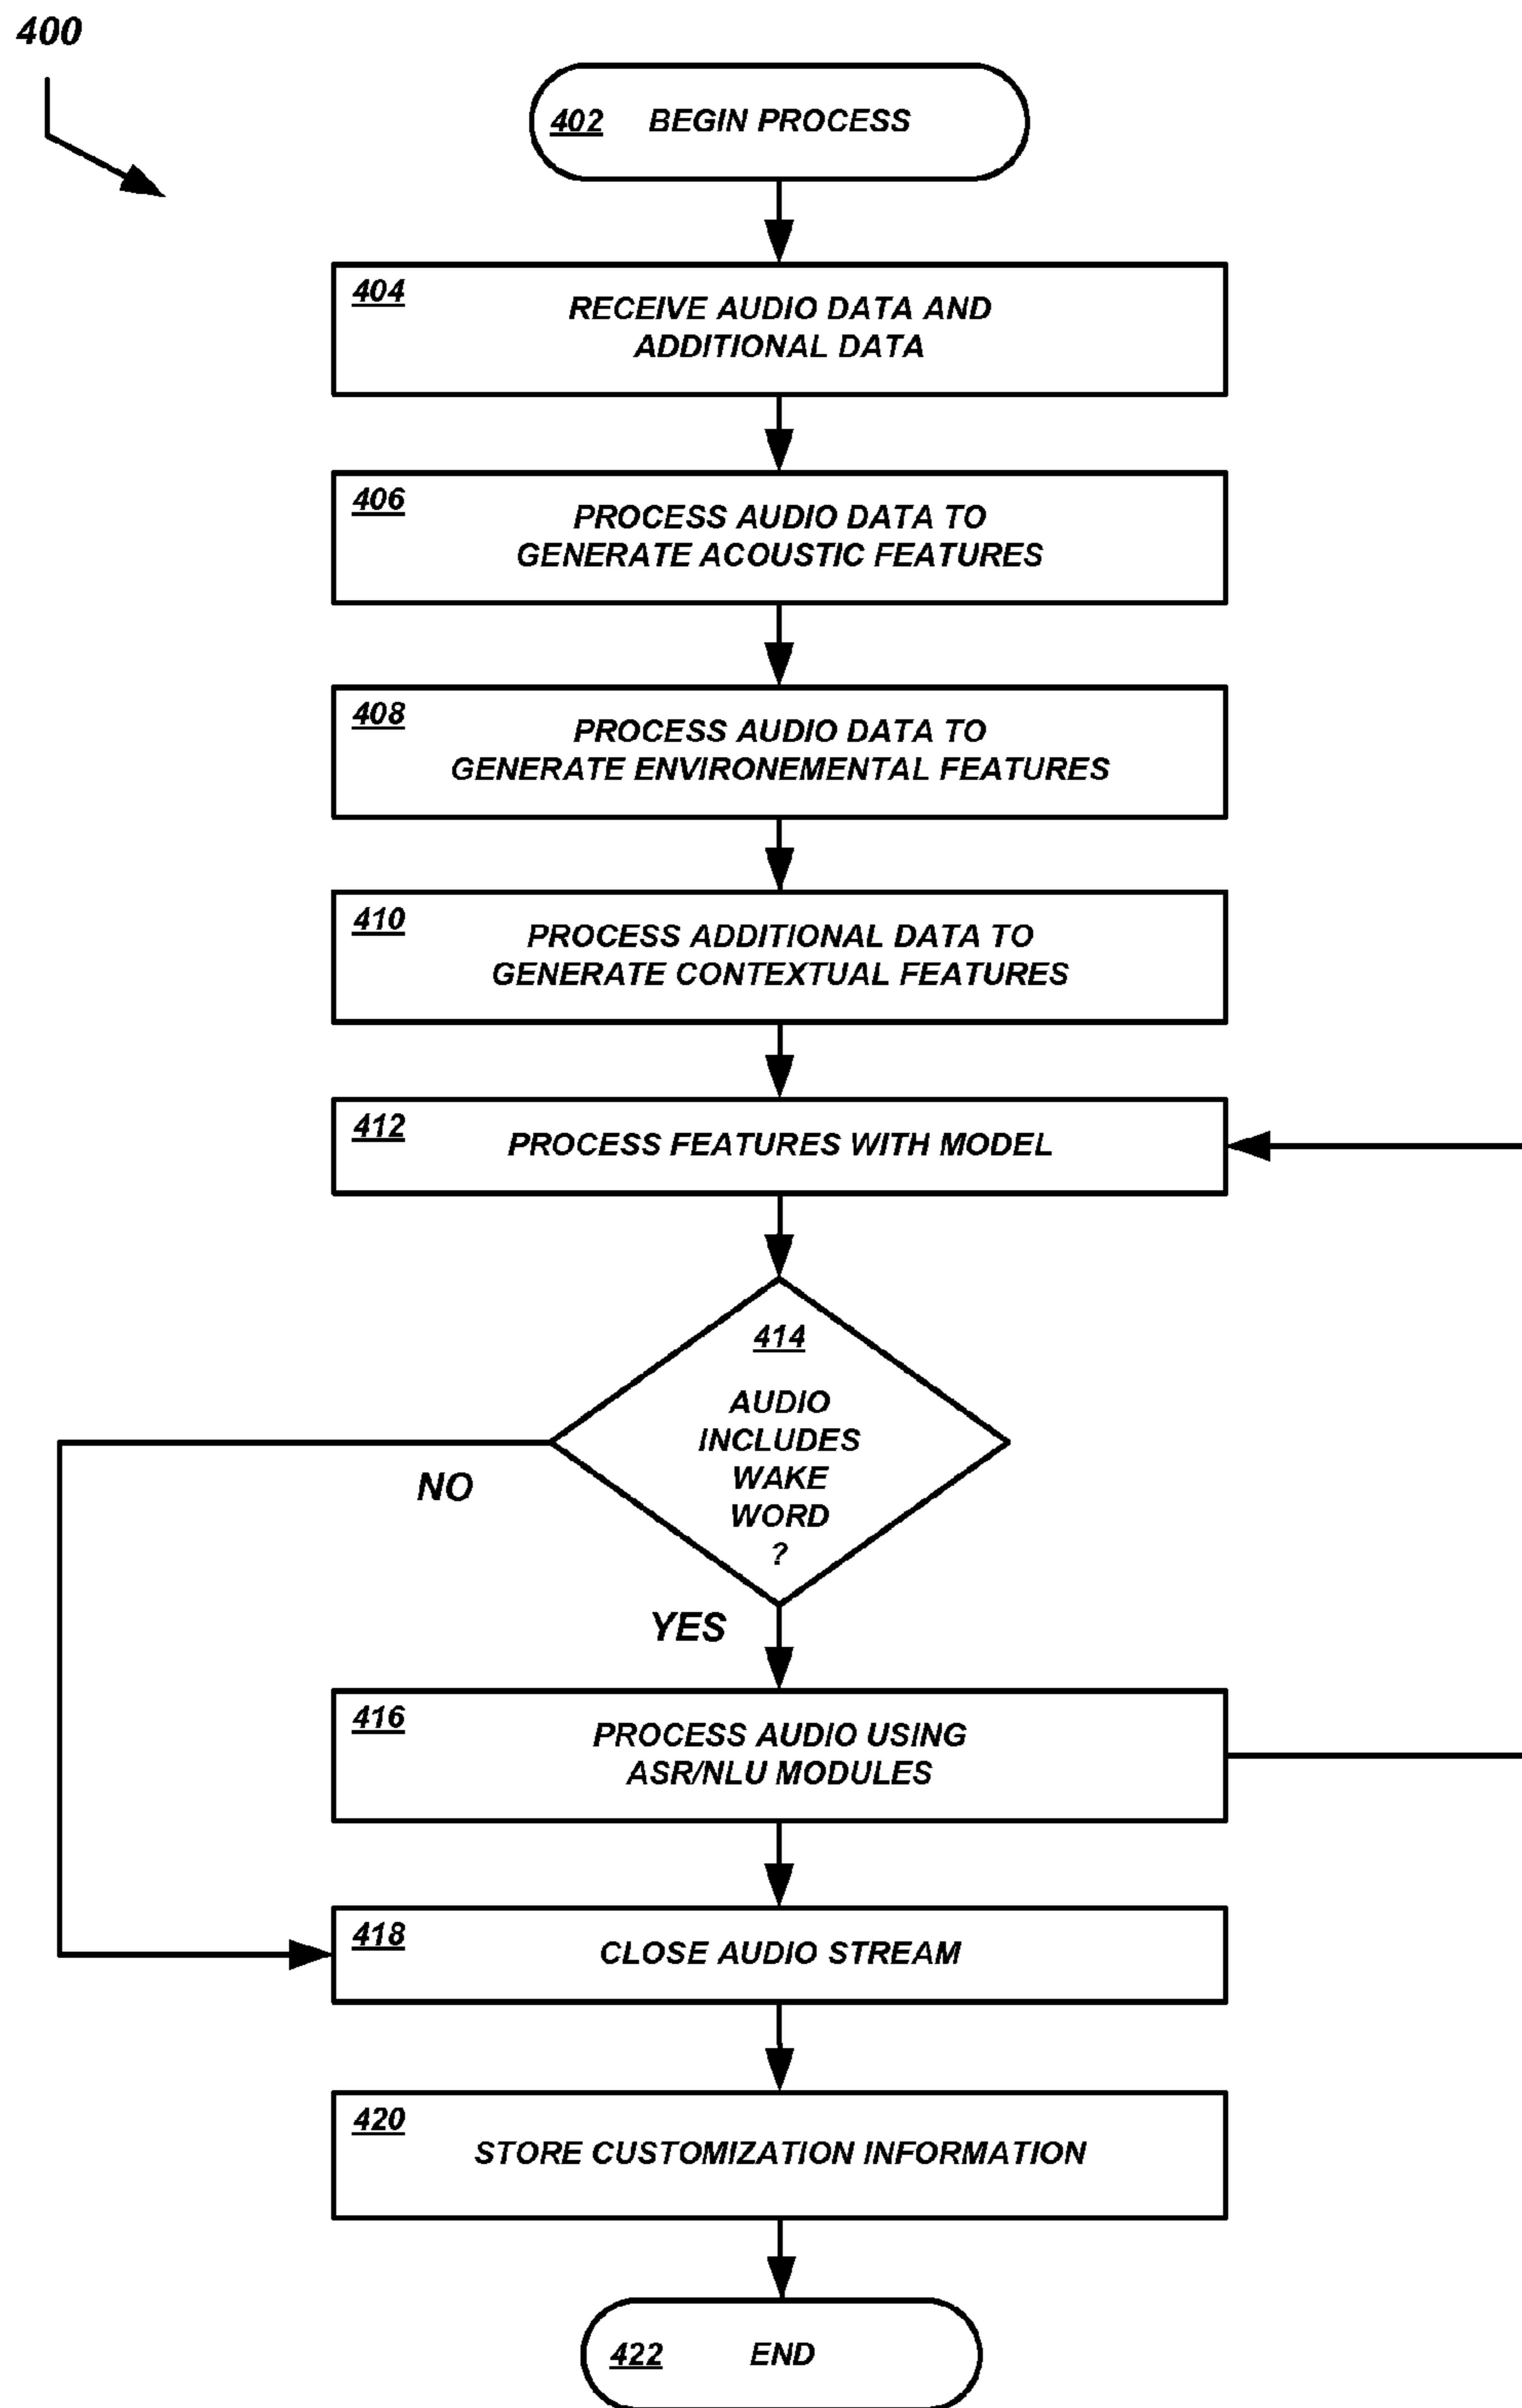 400
402 BEGIN PROCESS
404
RECEIVE AUDIO DATA AND
ADDITIONAL DATA
406
PROCESS AUDIO DATA TO
GENERATE ACOUSTIC FEATURES
408
PROCESS AUDIO DATA TO
GENERATE ENVIRONEMENTAL FEATURES
410
PROCESS ADDITIONAL DATA TO
GENERATE CONTEXTUAL FEATURES
412
PROCESS FEATURES WITH MODEL
414
AUDIO
INCLUDES
WAKE
WORD
?
NO
YES
416
PROCESS AUDIO USING
ASR/NLU MODULES
418
CLOSE AUDIO STREAM
420
STORE CUSTOMIZATION INFORMATION
422 END